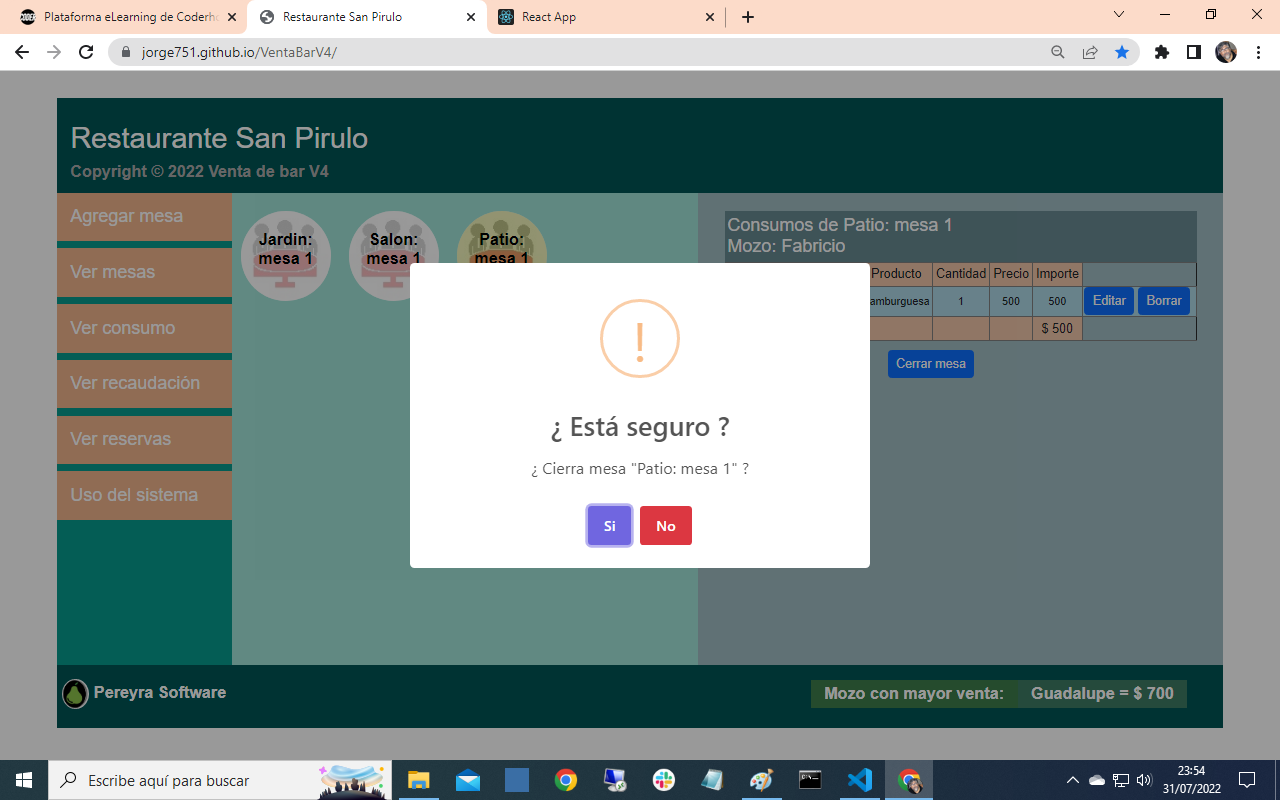 Plataforma eLearning de Coderho
Restaurante San Pirulo
React App
jorge751.github.io/VentaBarV4/
Restaurante San Pirulo
Copyright © 2022 Venta de bar V4
Agregar mesa
Ver mesas
Ver consumo
Ver recaudación
Ver reservas
Uso del sistema
Jardin:
mesa 1
Salon:
mesa 1
Patio:
mesa 1
Consumos de Patio: mesa 1
Mozo: Fabricio
Producto Cantidad Precio Importe
amburguesa 1 500 500 Editar Borrar
$ 500
Cerrar mesa
!
¿ Está seguro ?
¿ Cierra mesa "Patio: mesa 1" ?
Si No
Pereyra Software
Mozo con mayor venta: Guadalupe = $ 700
Escribe aquí para buscar
23:54
31/07/2022